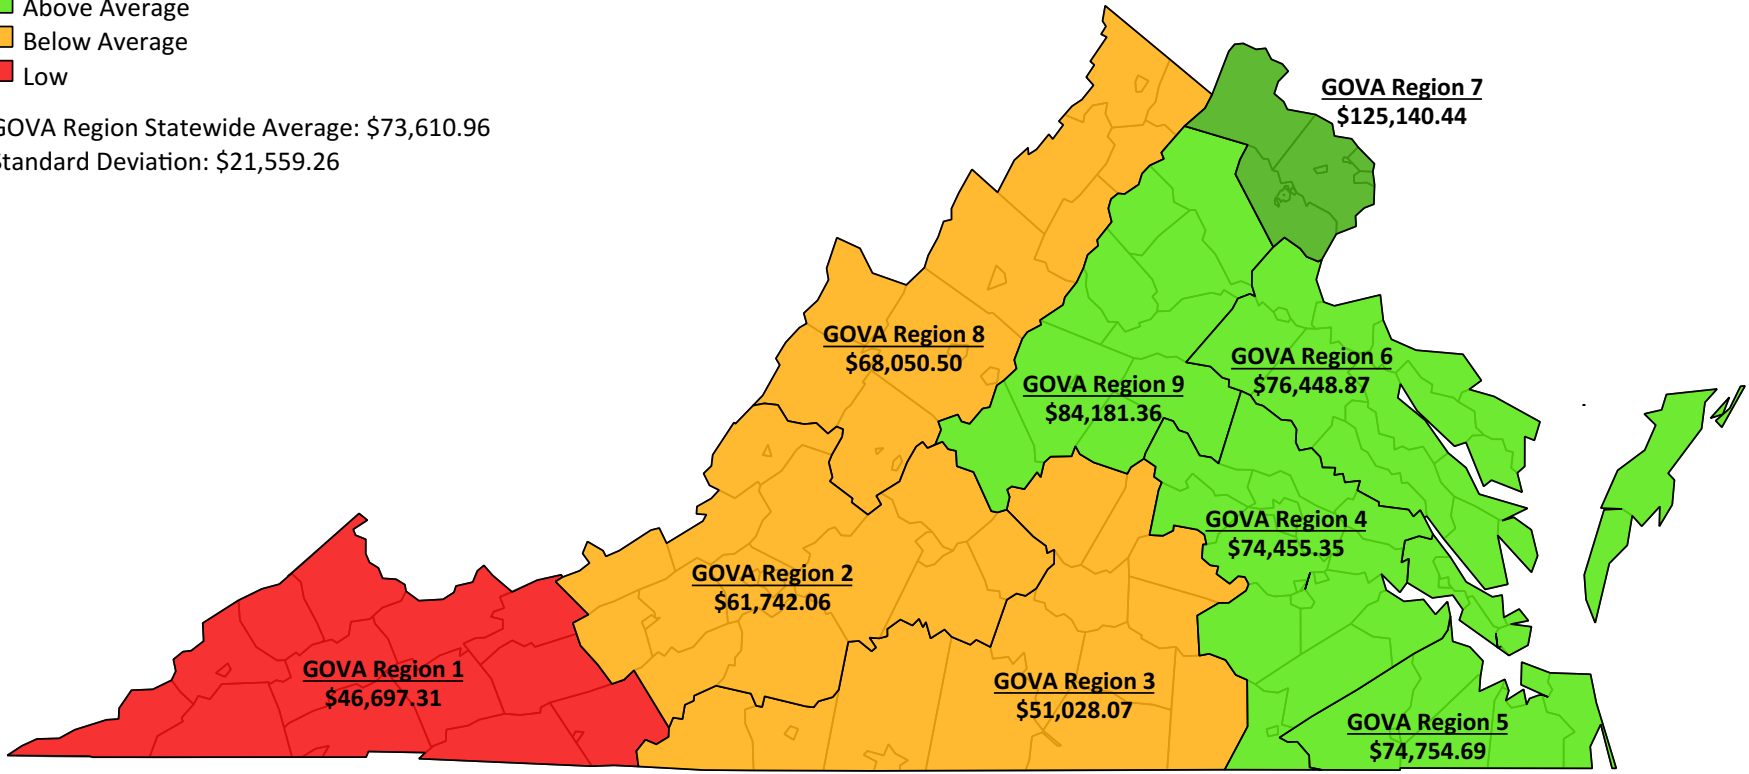 Above Average
Below Average
Low
GOVA Region Statewide Average: $73,610.96
Standard Deviation: $21,559.26
GOVA Region 7
$125,140.44
GOVA Region 8
$68,050.50
GOVA Region 6
$76,448.87
GOVA Region 9
$84,181.36
GOVA Region 4
$74,455.35
GOVA Region 2
$61,742.06
GOVA Region 1
$46,697.31
GOVA Region 3
$51,028.07
GOVA Region 5
$74,754.69